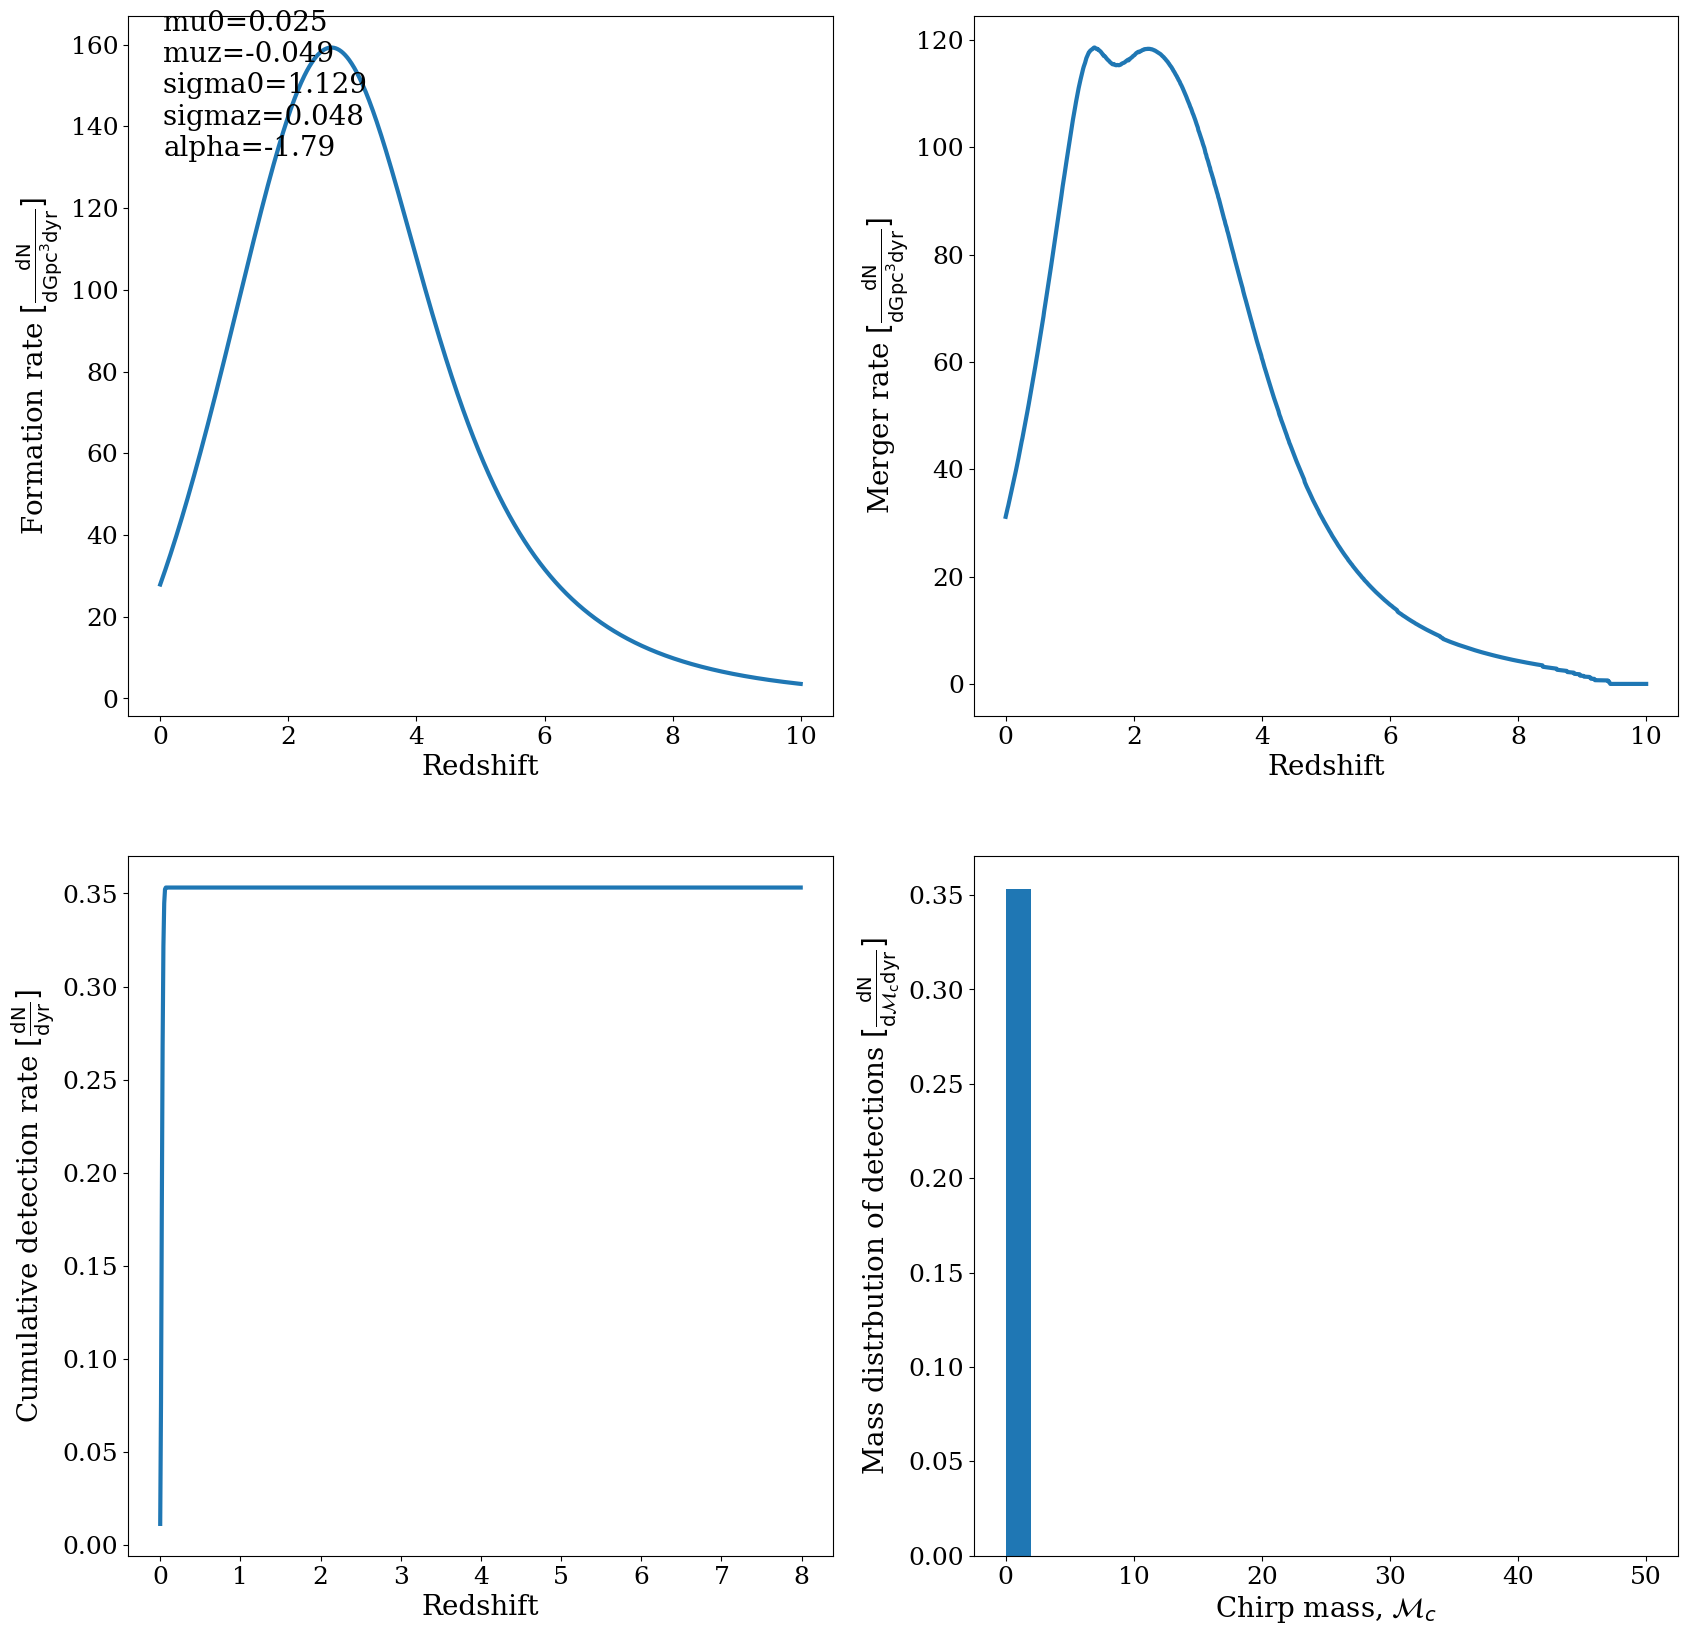 mu0=0.025
muz=-0.049
sigma0=1.129
sigmaz=0.048
alpha=-1.79
Formation rate [dN/dGpc³dyr]
160
140
120
100
80
60
40
20
0
0 2 4 6 8 10
Redshift
Merger rate [dN/dGpc³dyr]
120
100
80
60
40
20
0
0 2 4 6 8 10
Redshift
Cumulative detection rate [dN/dyr]
0.35
0.30
0.25
0.20
0.15
0.10
0.05
0.00
0 1 2 3 4 5 6 7 8
Redshift
Mass distrbution of detections [dN/dℳc dyr]
0.35
0.30
0.25
0.20
0.15
0.10
0.05
0.00
0 10 20 30 40 50
Chirp mass, ℳc